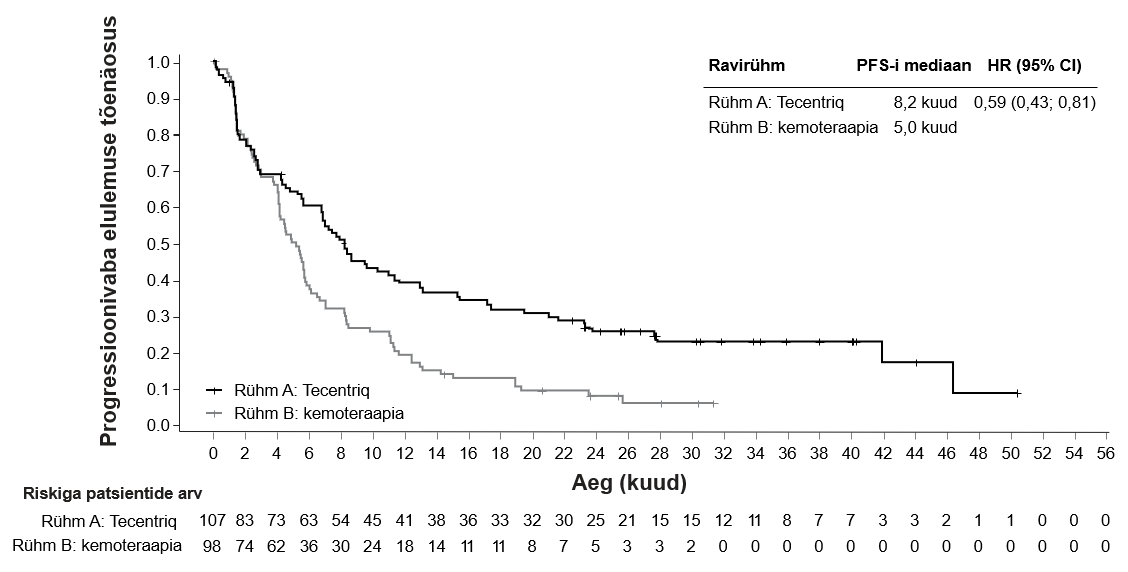 Progressioonivaba elulemuse tõenäosus
1.0
0.9
0.8
0.7
0.6
0.5
0.4
0.3
0.2
0.1
0.0
Ravirühm PFS-i mediaan HR (95% CI)
Rühm A: Tecentriq 8,2 kuud 0,59 (0,43; 0,81)
Rühm B: kemoteraapia 5,0 kuud
Rühm A: Tecentriq
Rühm B: kemoteraapia
0 2 4 6 8 10 12 14 16 18 20 22 24 26 28 30 32 34 36 38 40 42 44 46 48 50 52 54 56
Aeg (kuud)
Riskiga patsientide arv
Rühm A: Tecentriq 107 83 73 63 54 45 41 38 36 33 32 30 25 21 15 15 12 11 8 7 7 3 3 2 1 1 0 0 0
Rühm B: kemoteraapia 98 74 62 36 30 24 18 14 11 11 8 7 5 3 3 2 0 0 0 0 0 0 0 0 0 0 0 0 0